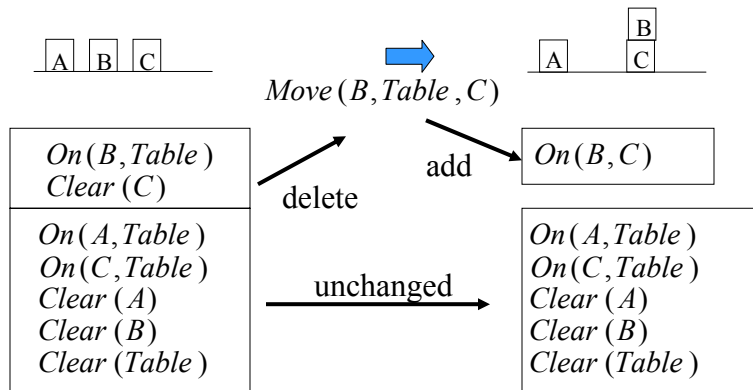 A B C
B
A C
Move(B,Table,C)
On(B,Table)
Clear(C)
delete
add
On(B,C)
On(A,Table)
On(C,Table)
Clear(A)
Clear(B)
Clear(Table)
unchanged
On(A,Table)
On(C,Table)
Clear(A)
Clear(B)
Clear(Table)